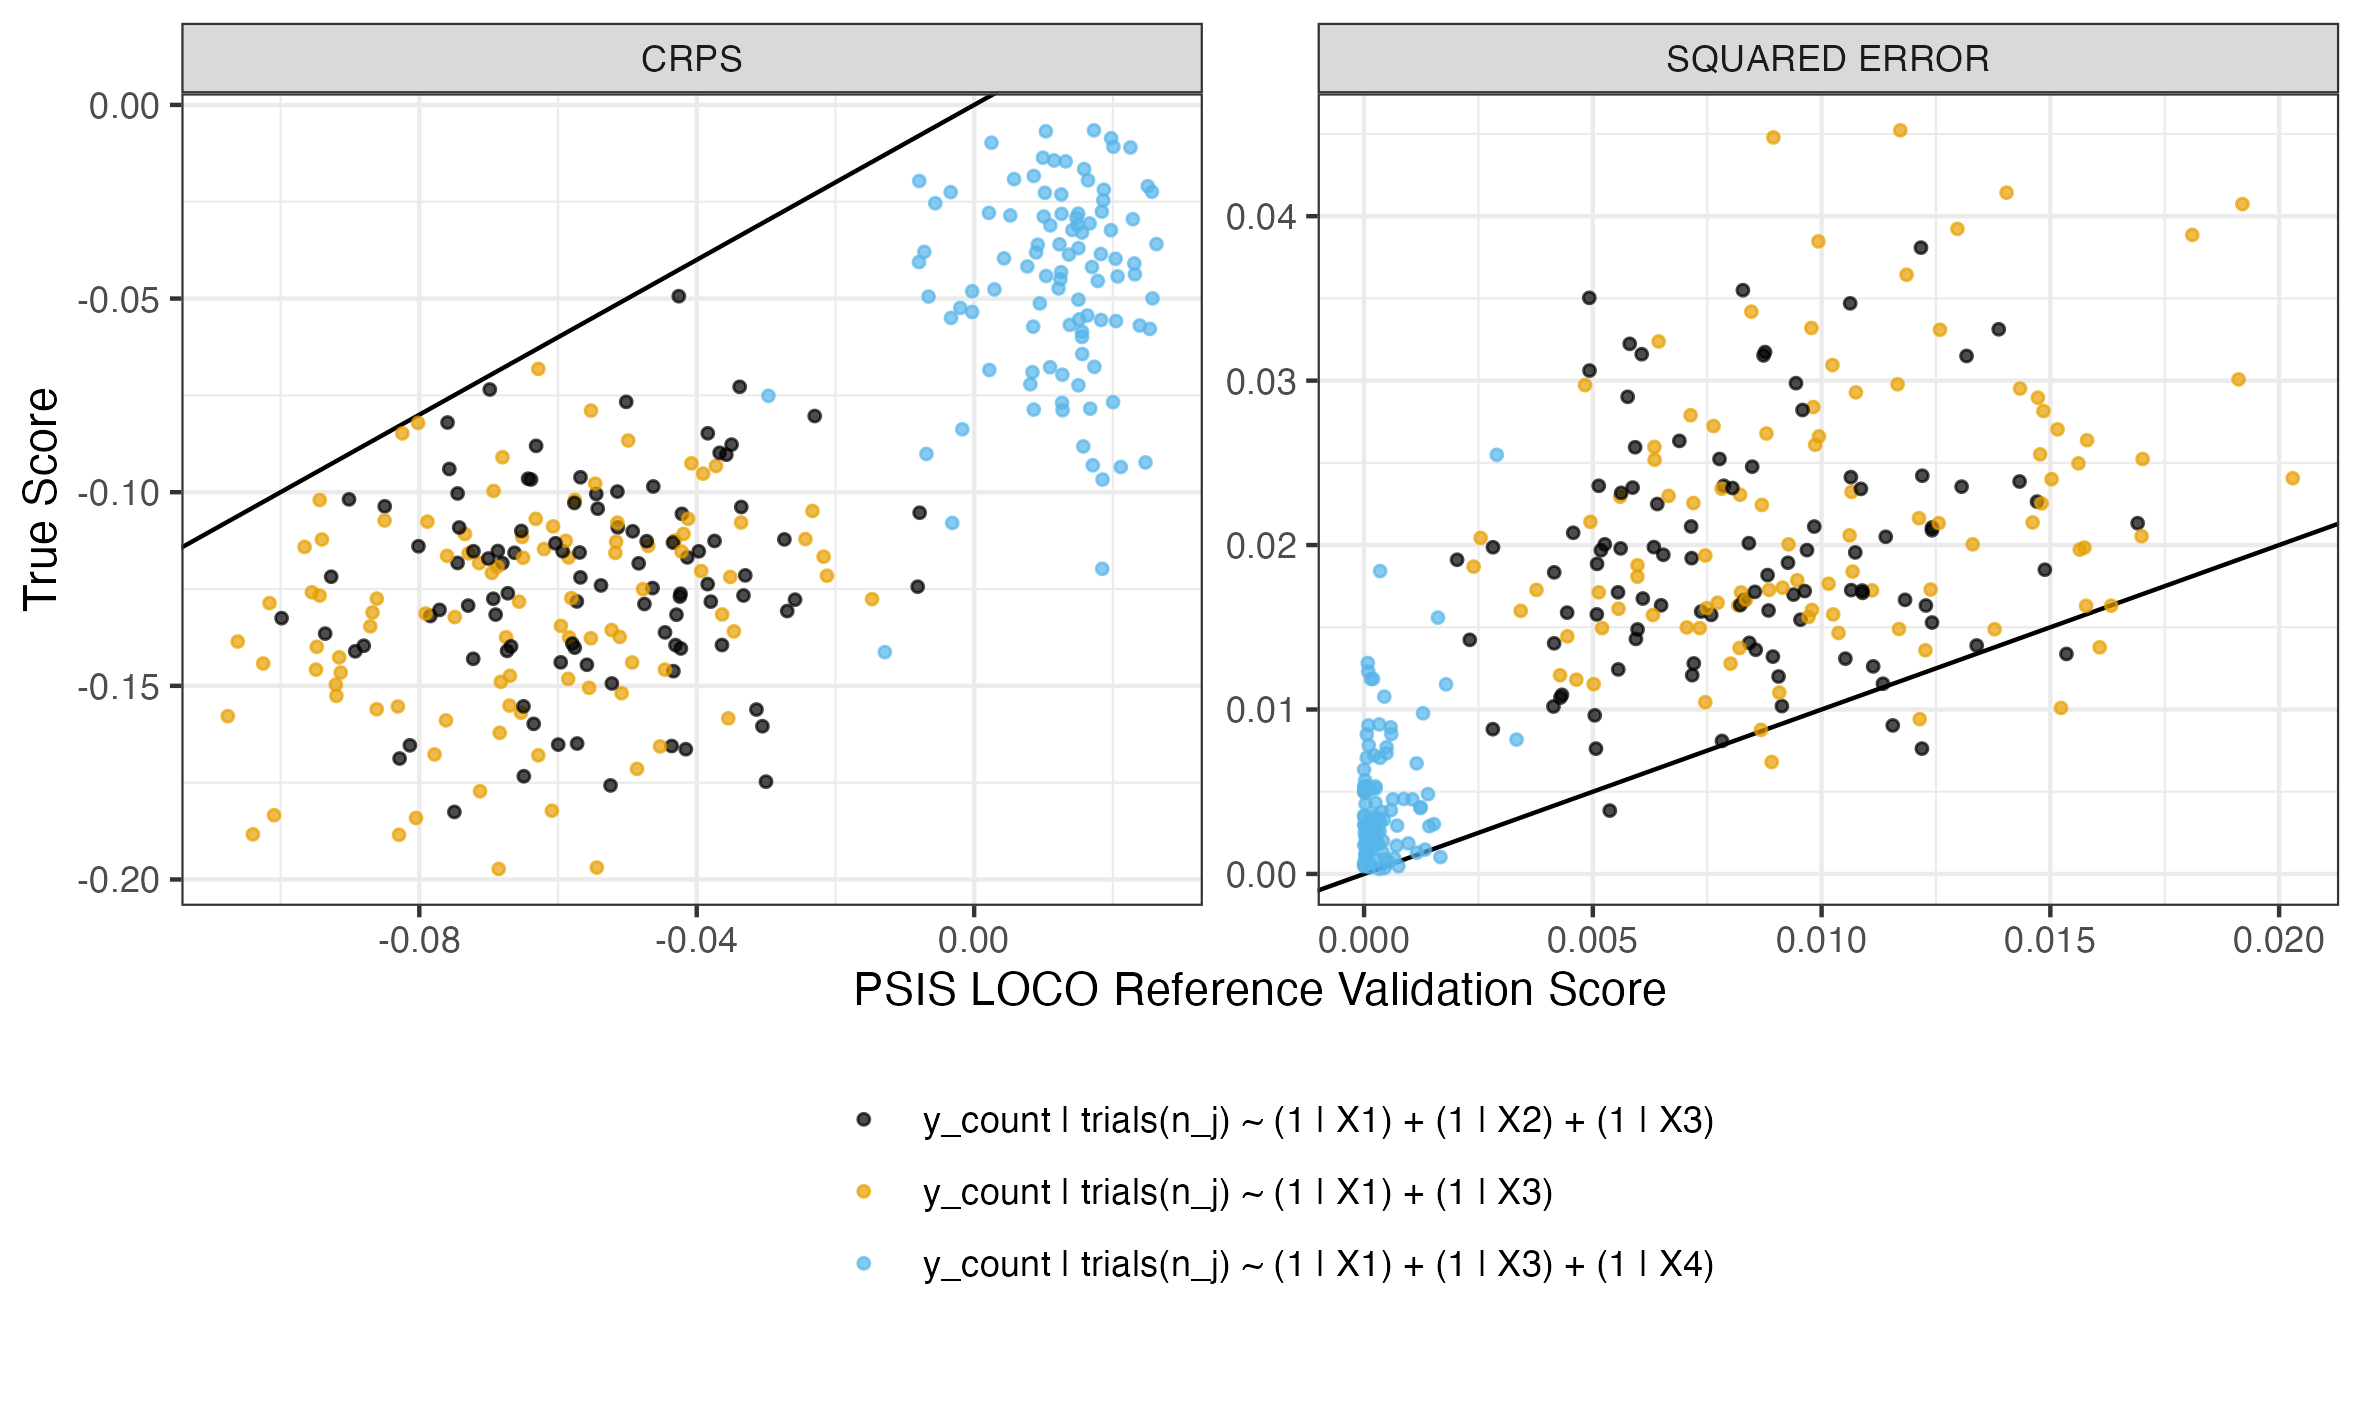 CRPS
SQUARED ERROR
True Score
0.00
-0.05
-0.10
-0.15
-0.20
0.04
0.03
0.02
0.01
0.00
-0.08 -0.04 0.00
0.000 0.005 0.010 0.015 0.020
PSIS LOCO Reference Validation Score
y_count | trials(n_j) ~ (1 | X1) + (1 | X2) + (1 | X3)
y_count | trials(n_j) ~ (1 | X1) + (1 | X3)
y_count | trials(n_j) ~ (1 | X1) + (1 | X3) + (1 | X4)